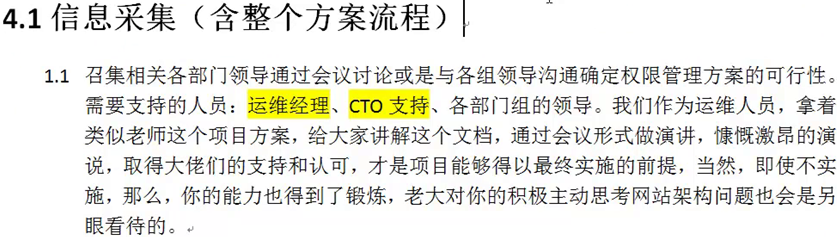 4.1 信息采集（含整个方案流程）
1.1 召集相关各部门领导通过会议讨论或是与各组领导沟通确定权限管理方案的可行性。
需要支持的人员：运维经理、CTO 支持、各部门组的领导。我们作为运维人员，拿着
类似老师这个项目方案，给大家讲解这个文档，通过会议形式做演讲，慷慨激昂的演
说，取得大佬们的支持和认可，才是项目能够得以最终实施的前提，当然，即使不实
施，那么，你的能力也得到了锻炼，老大对你的积极主动思考网站架构问题也会是另
眼看待的。